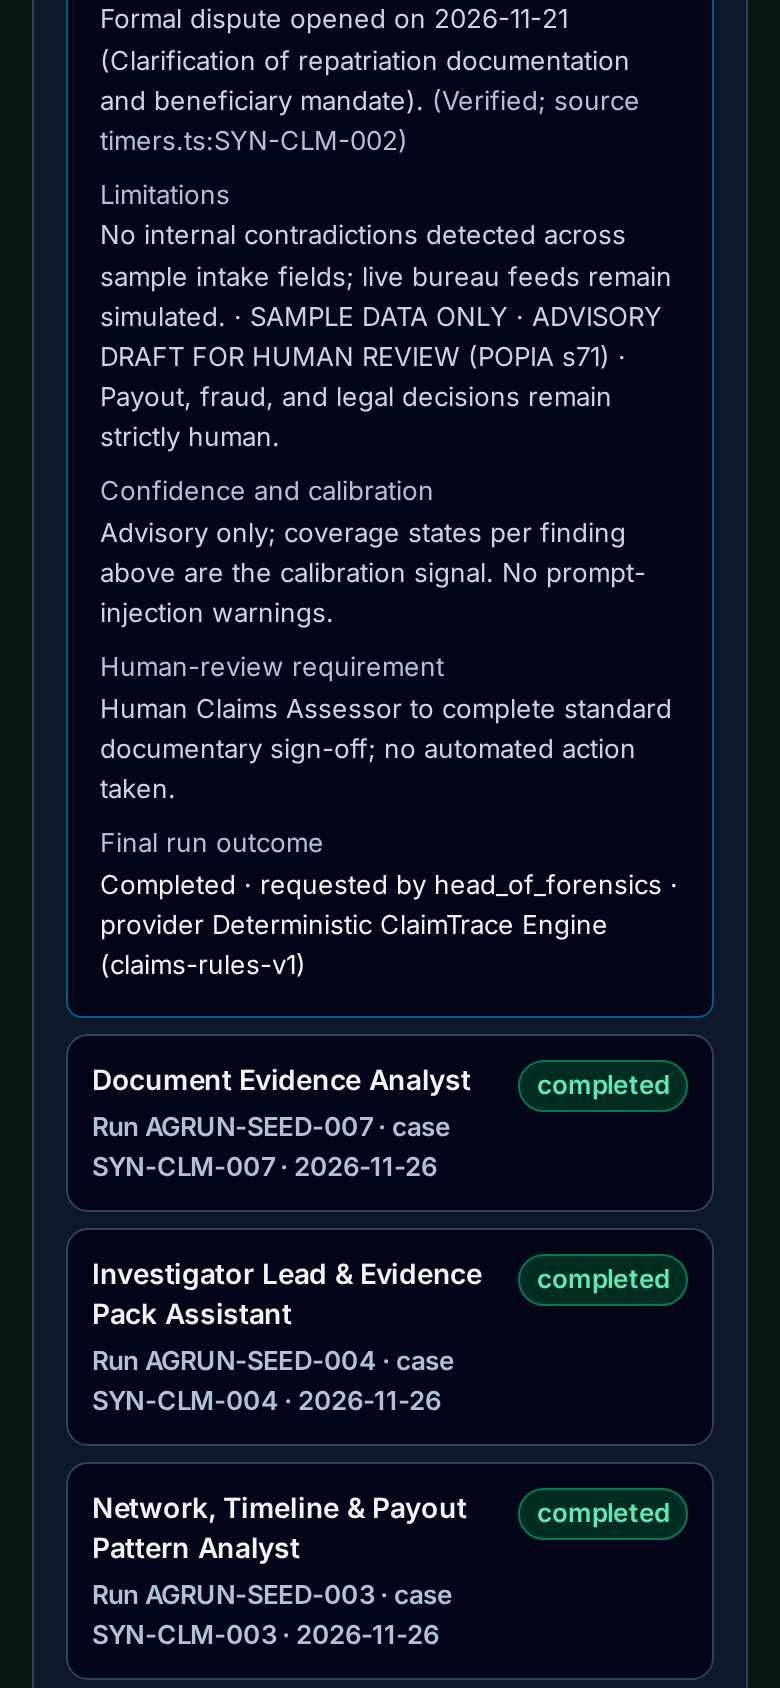 Formal dispute opened on 2026-11-21
(Clarification of repatriation documentation
and beneficiary mandate). (Verified; source
timers.ts:SYN-CLM-002)
Limitations
No internal contradictions detected across
sample intake fields; live bureau feeds remain
simulated. · SAMPLE DATA ONLY · ADVISORY
DRAFT FOR HUMAN REVIEW (POPIA s71) ·
Payout, fraud, and legal decisions remain
strictly human.
Confidence and calibration
Advisory only; coverage states per finding
above are the calibration signal. No prompt-
injection warnings.
Human-review requirement
Human Claims Assessor to complete standard
documentary sign-off; no automated action
taken.
Final run outcome
Completed · requested by head_of_forensics ·
provider Deterministic ClaimTrace Engine
(claims-rules-v1)
Document Evidence Analyst
completed
Run AGRUN-SEED-007 · case
SYN-CLM-007 · 2026-11-26
Investigator Lead & Evidence
Pack Assistant
completed
Run AGRUN-SEED-004 · case
SYN-CLM-004 · 2026-11-26
Network, Timeline & Payout
Pattern Analyst
completed
Run AGRUN-SEED-003 · case
SYN-CLM-003 · 2026-11-26